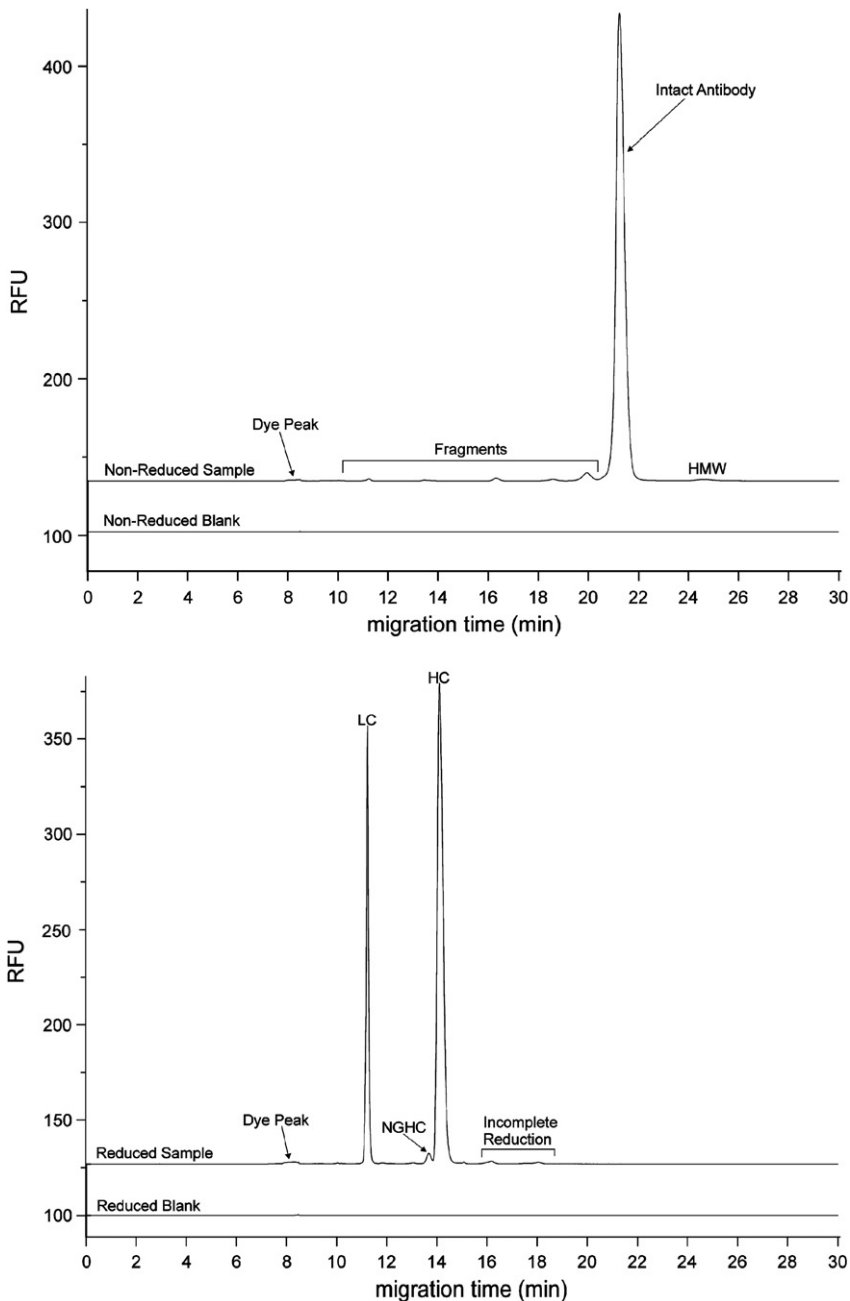 400
300
200
100
RFU
Intact Antibody
Dye Peak
Fragments
Non-Reduced Sample
HMW
Non-Reduced Blank
0 2 4 6 8 10 12 14 16 18 20 22 24 26 28 30
migration time (min)
350
300
250
200
150
100
RFU
HC
LC
Dye Peak
NGHC
Incomplete
Reduction
Reduced Sample
Reduced Blank
0 2 4 6 8 10 12 14 16 18 20 22 24 26 28 30
migration time (min)